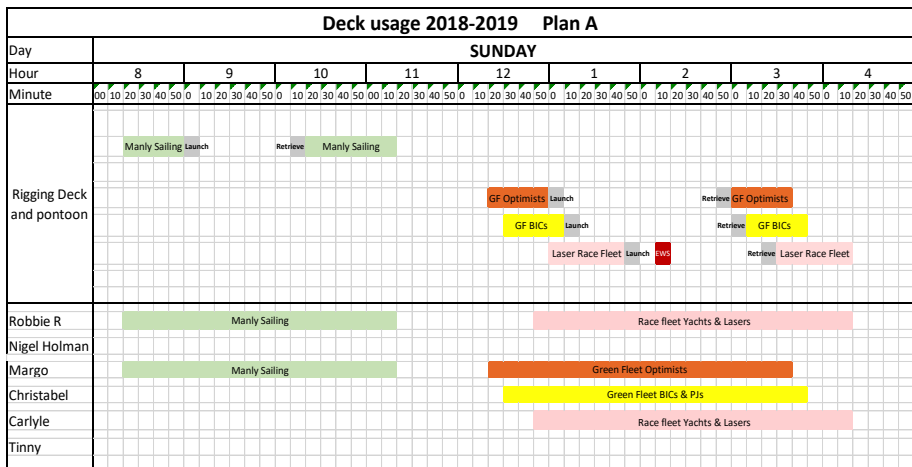 Deck usage 2018-2019 Plan A
Day SUNDAY
Hour 8 9 10 11 12 1 2 3 4
Minute 00 10 20 30 40 50 0 10 20 30 40 50 0 10 20 30 40 50 00 10 20 30 40 50 0 10 20 30 40 50 0 10 20 30 40 50 0 10 20 30 40 50 0 10 20 30 40 50 0 10 20 30 40 50
Manly Sailing Launch Retrieve Manly Sailing
Rigging Deck
and pontoon
GF Optimists Launch Retrieve GF Optimists
GF BICs Launch Retrieve GF BICs
Laser Race Fleet Launch EWS Retrieve Laser Race Fleet
Robbie R Manly Sailing Race fleet Yachts & Lasers
Nigel Holman
Margo Manly Sailing Green Fleet Optimists
Christabel Green Fleet BICs & PJs
Carlyle Race fleet Yachts & Lasers
Tinny